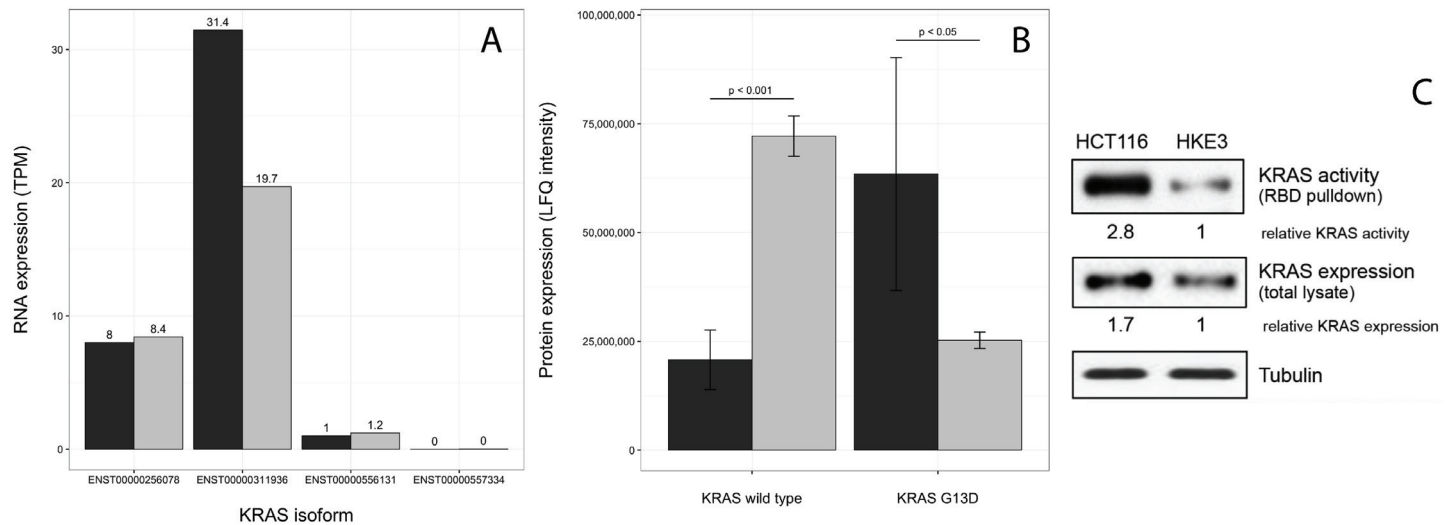 A
RNA expression (TPM)
30
20
10
0
8
8.4
31.4
19.7
1
1.2
0
0
ENST00000256078
ENST00000311936
ENST00000556131
ENST00000557334
KRAS isoform
B
Protein expression (LFQ intensity)
100,000,000
75,000,000
50,000,000
25,000,000
0
p < 0.001
p < 0.05
KRAS wild type
KRAS G13D
C
HCT116 HKE3
KRAS activity
(RBD pulldown)
2.8 1 relative KRAS activity
KRAS expression
(total lysate)
1.7 1 relative KRAS expression
Tubulin